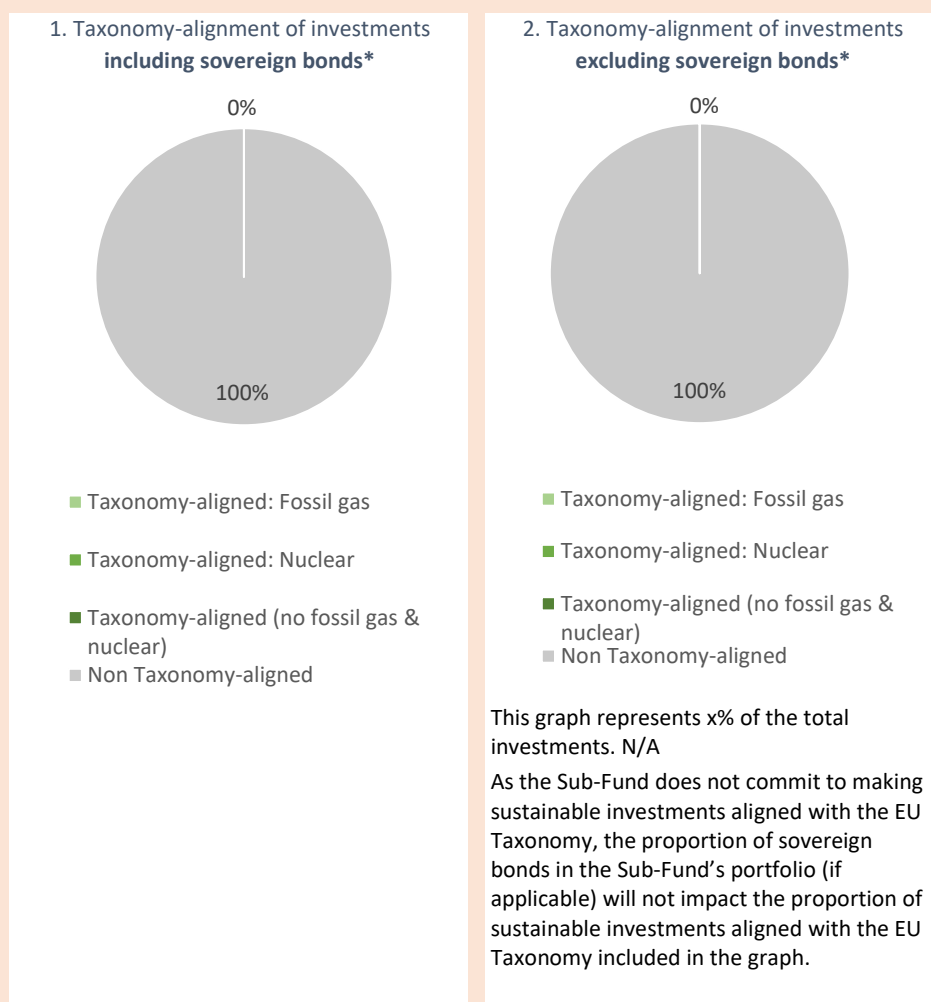 1. Taxonomy-alignment of investments
including sovereign bonds*
0%
100%
Taxonomy-aligned: Fossil gas
Taxonomy-aligned: Nuclear
Taxonomy-aligned (no fossil gas &
nuclear)
Non Taxonomy-aligned
2. Taxonomy-alignment of investments
excluding sovereign bonds*
0%
100%
Taxonomy-aligned: Fossil gas
Taxonomy-aligned: Nuclear
Taxonomy-aligned (no fossil gas &
nuclear)
Non Taxonomy-aligned
This graph represents x% of the total
investments. N/A
As the Sub-Fund does not commit to making
sustainable investments aligned with the EU
Taxonomy, the proportion of sovereign
bonds in the Sub-Fund’s portfolio (if
applicable) will not impact the proportion of
sustainable investments aligned with the EU
Taxonomy included in the graph.